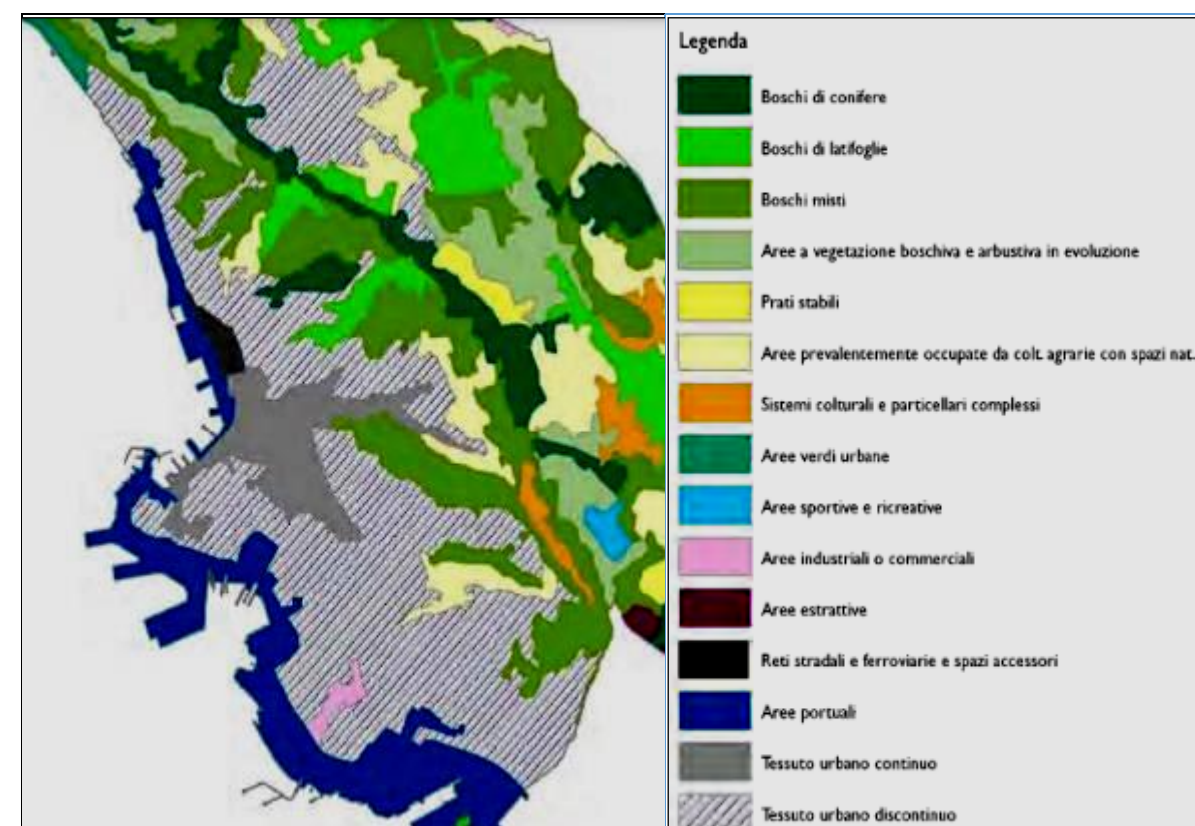 Legenda
Boschi di conifere
Boschi di latifoglie
Boschi misti
Aree a vegetazione boschiva e arbustiva in evoluzione
Prati stabili
Aree prevalentemente occupate da colt. agrarie con spazi nat.
Sistemi colturali e particellari complessi
Aree verdi urbane
Aree sportive e ricreative
Aree industriali o commerciali
Aree estrattive
Reti stradali e ferroviarie e spazi accessori
Aree portuali
Tessuto urbano continuo
Tessuto urbano discontinuo